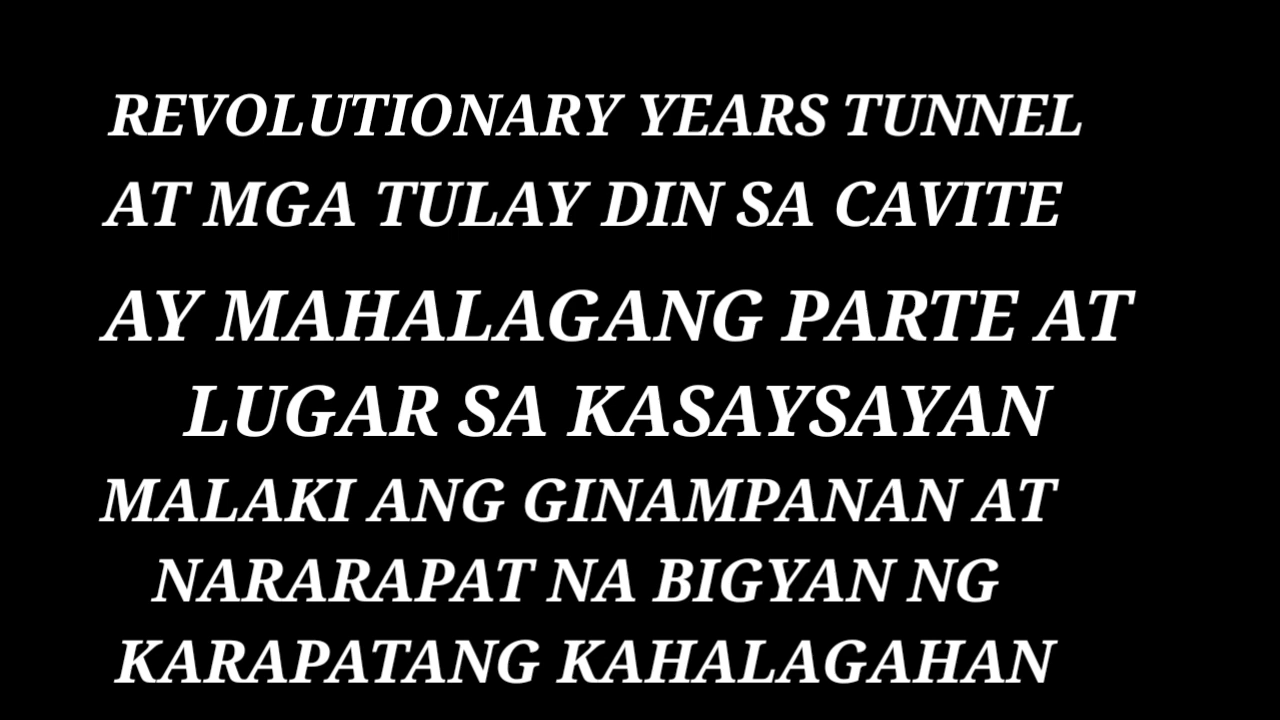 REVOLUTIONARY YEARS TUNNEL
AT MGA TULAY DIN SA CAVITE
AY MAHALAGANG PARTE AT
LUGAR SA KASAYSAYAN
MALAKI ANG GINAMPANAN AT
NARARAPAT NA BIGYAN NG
KARAPATANG KAHALAGAHAN